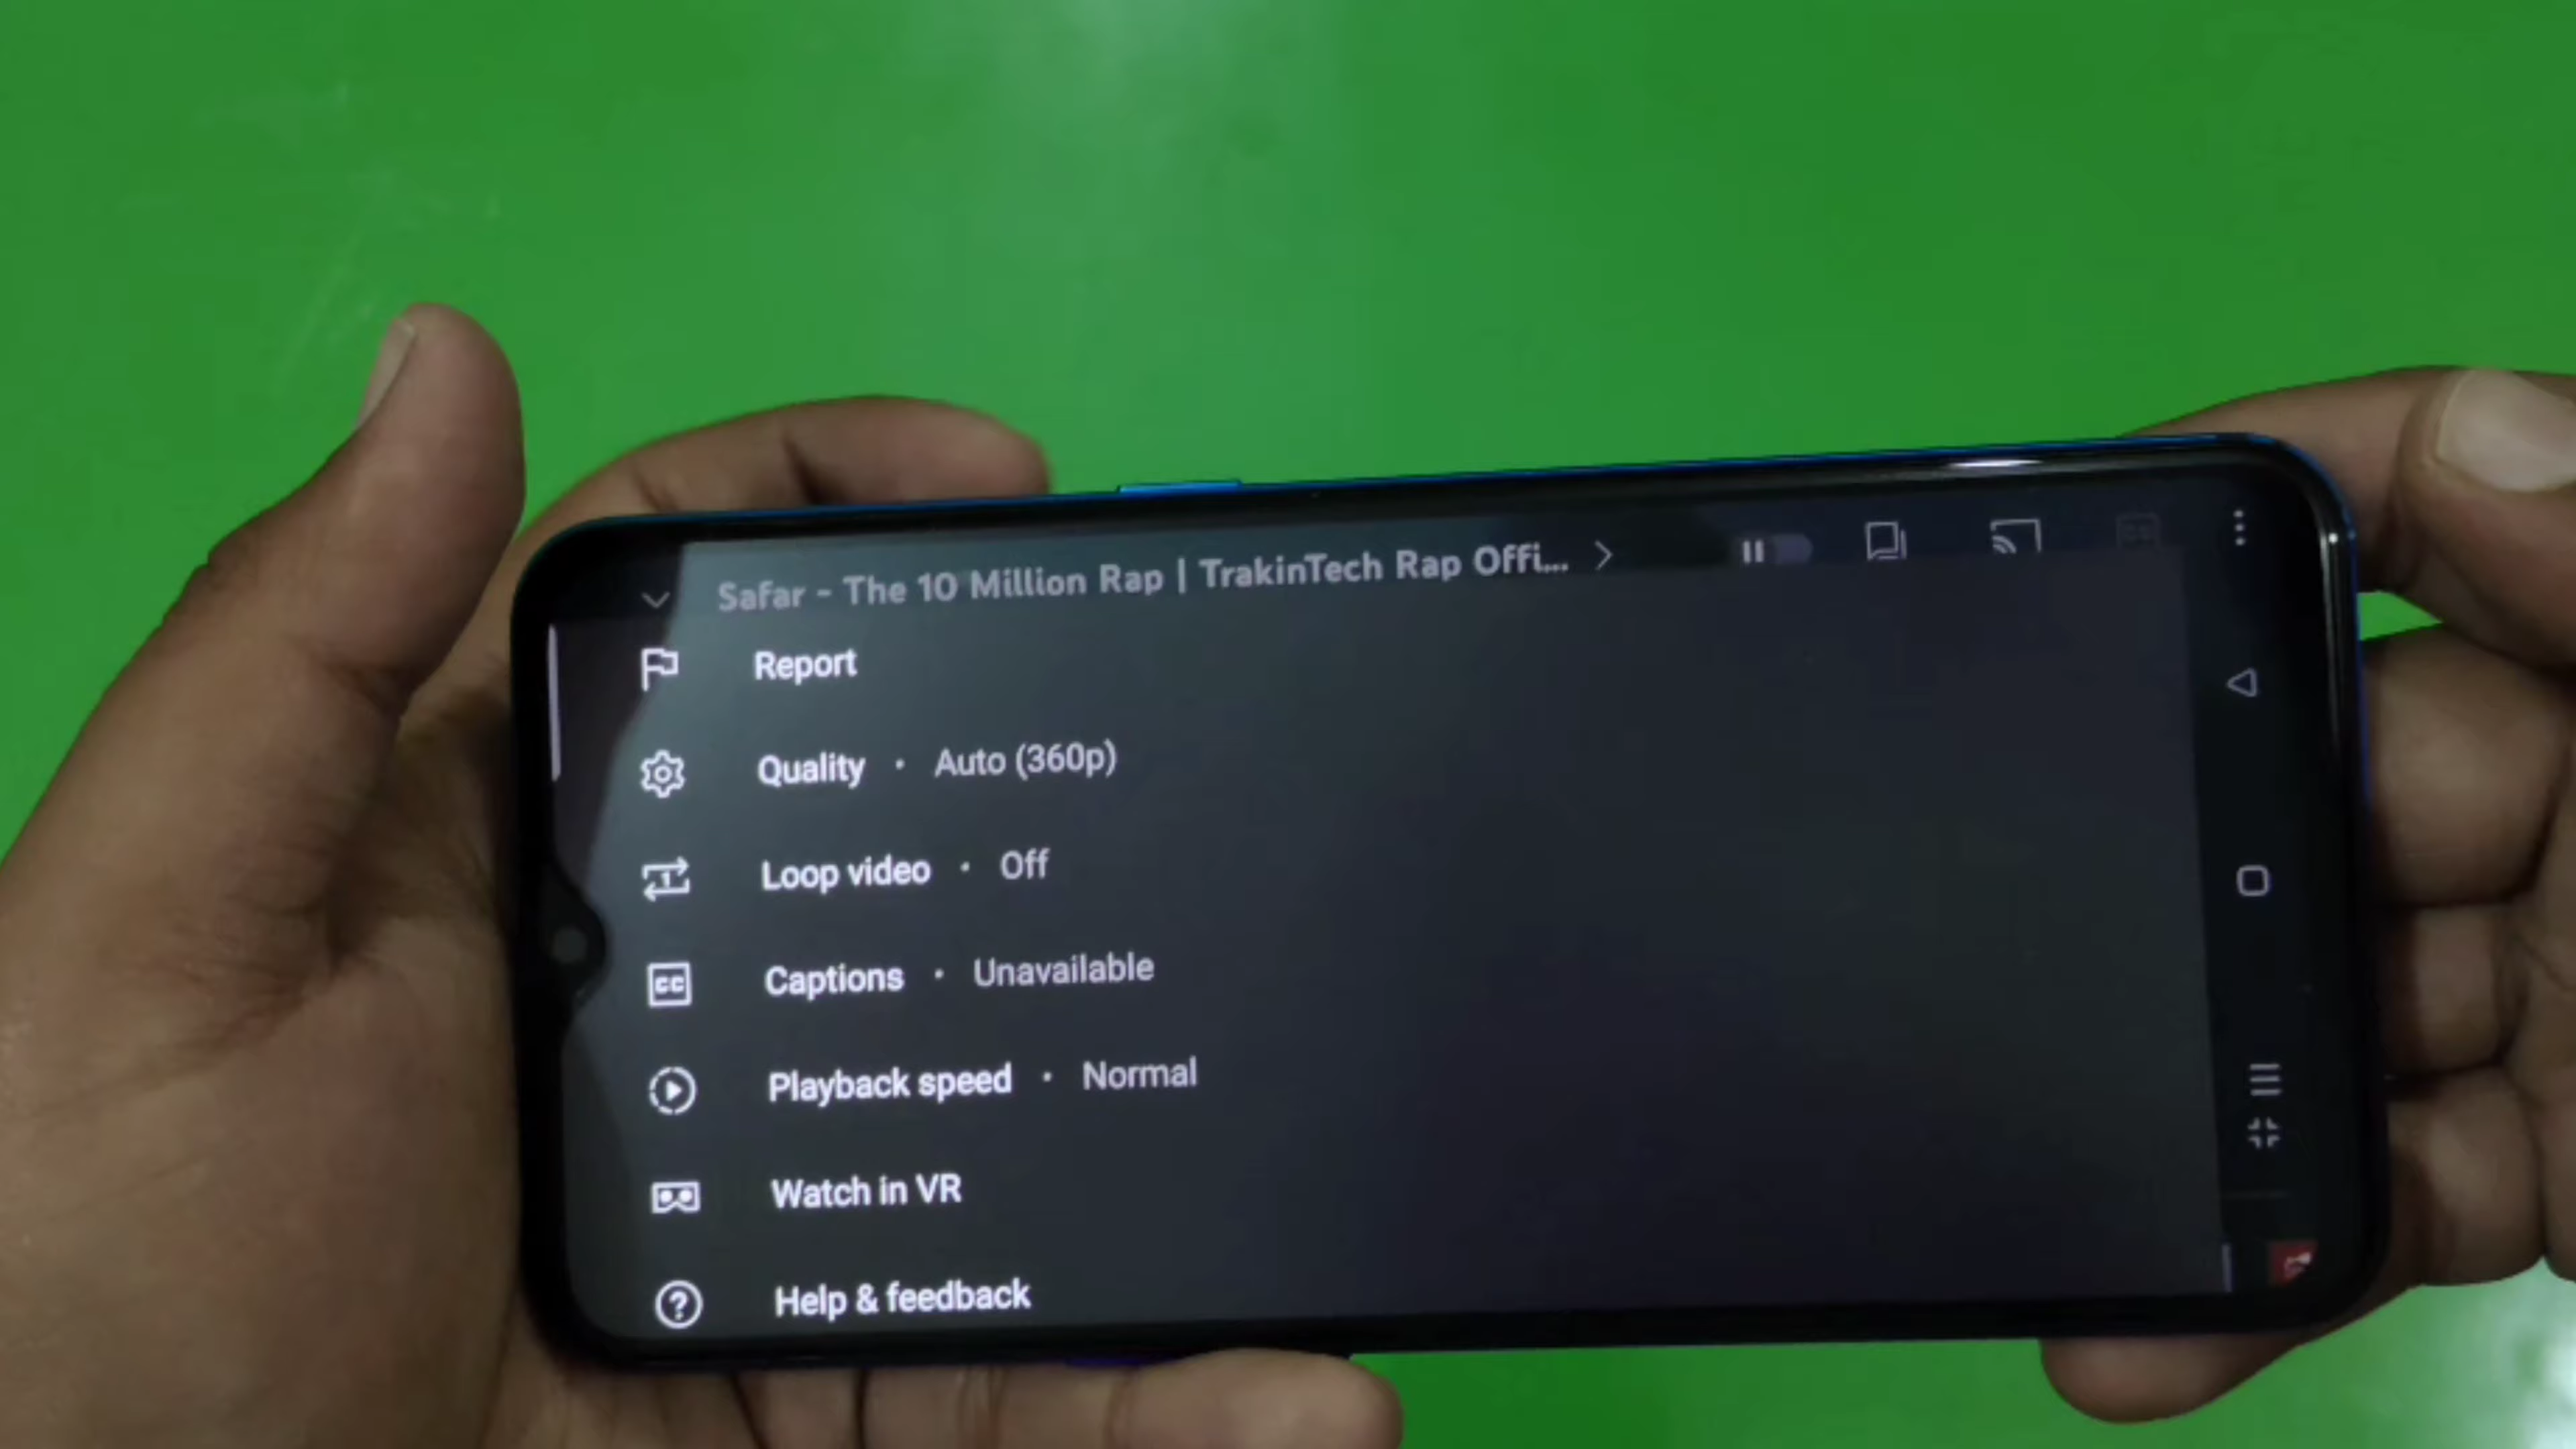 Safar - The 10 Million Rap | TrakinTech Rap Offi...
Report
Quality • Auto (360p)
Loop video • Off
Captions • Unavailable
Playback speed • Normal
Watch in VR
Help & feedback